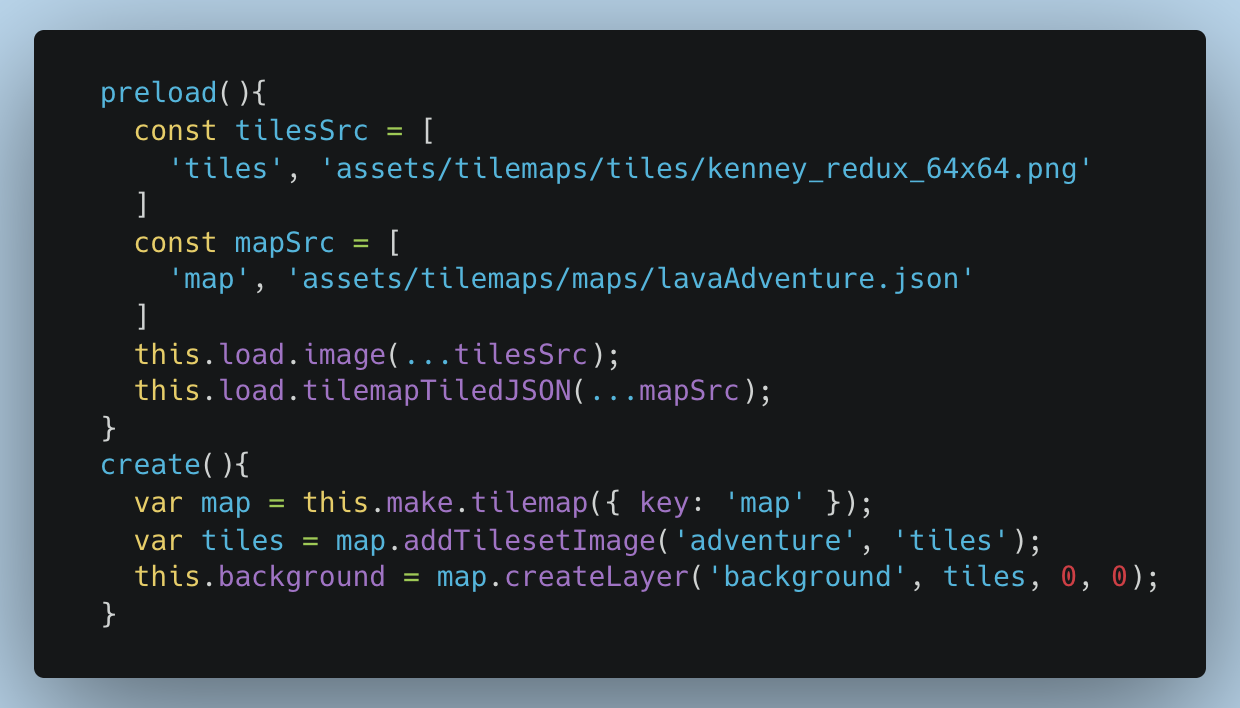 preload(){
  const tilesSrc = [
    'tiles', 'assets/tilemaps/tiles/kenney_redux_64x64.png'
  ]
  const mapSrc = [
    'map', 'assets/tilemaps/maps/lavaAdventure.json'
  ]
  this.load.image(...tilesSrc);
  this.load.tilemapTiledJSON(...mapSrc);
}
create(){
  var map = this.make.tilemap({ key: 'map' });
  var tiles = map.addTilesetImage('adventure', 'tiles');
  this.background = map.createLayer('background', tiles, 0, 0);
}